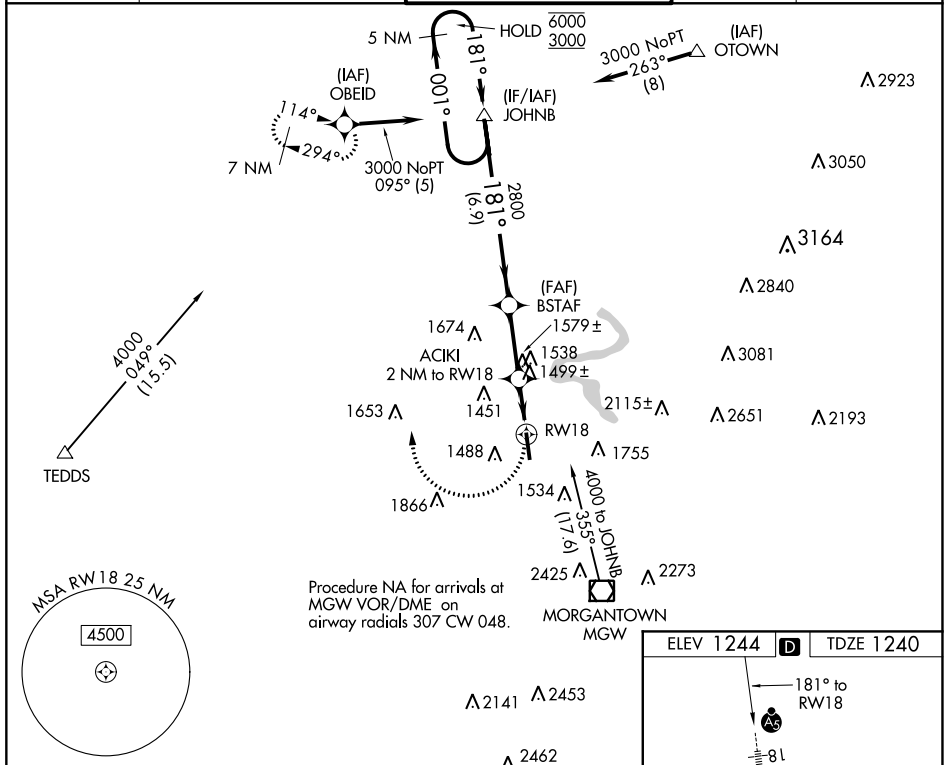 HOLD 6000
3000
5 NM
181°
001°
3000 NoPT
263°
(8)
(IAF)
OTOWN
2923
(IAF)
OBEID
(IF/IAF)
JOHNB
114°
294°
7 NM
3000 NoPT
095° (5)
3050
2800
181°
(6.9)
3164
2840
(FAF)
BSTAF
1674
1579±
ACIKI
2 NM to RW18
1538
1499±
3081
4000
049°
(15.5)
1653
1451
2115±
2651
2193
RW18
TEDDS
1488
1755
1866
1534
4000 to JOHNB
355°
(17.6)
2425
2273
MSA RW18 25 NM
4500
Procedure NA for arrivals at
MGW VOR/DME on
airway radials 307 CW 048.
MORGANTOWN
MGW
ELEV 1244 D TDZE 1240
181° to
RW18
A5
18
2141
2453
2462